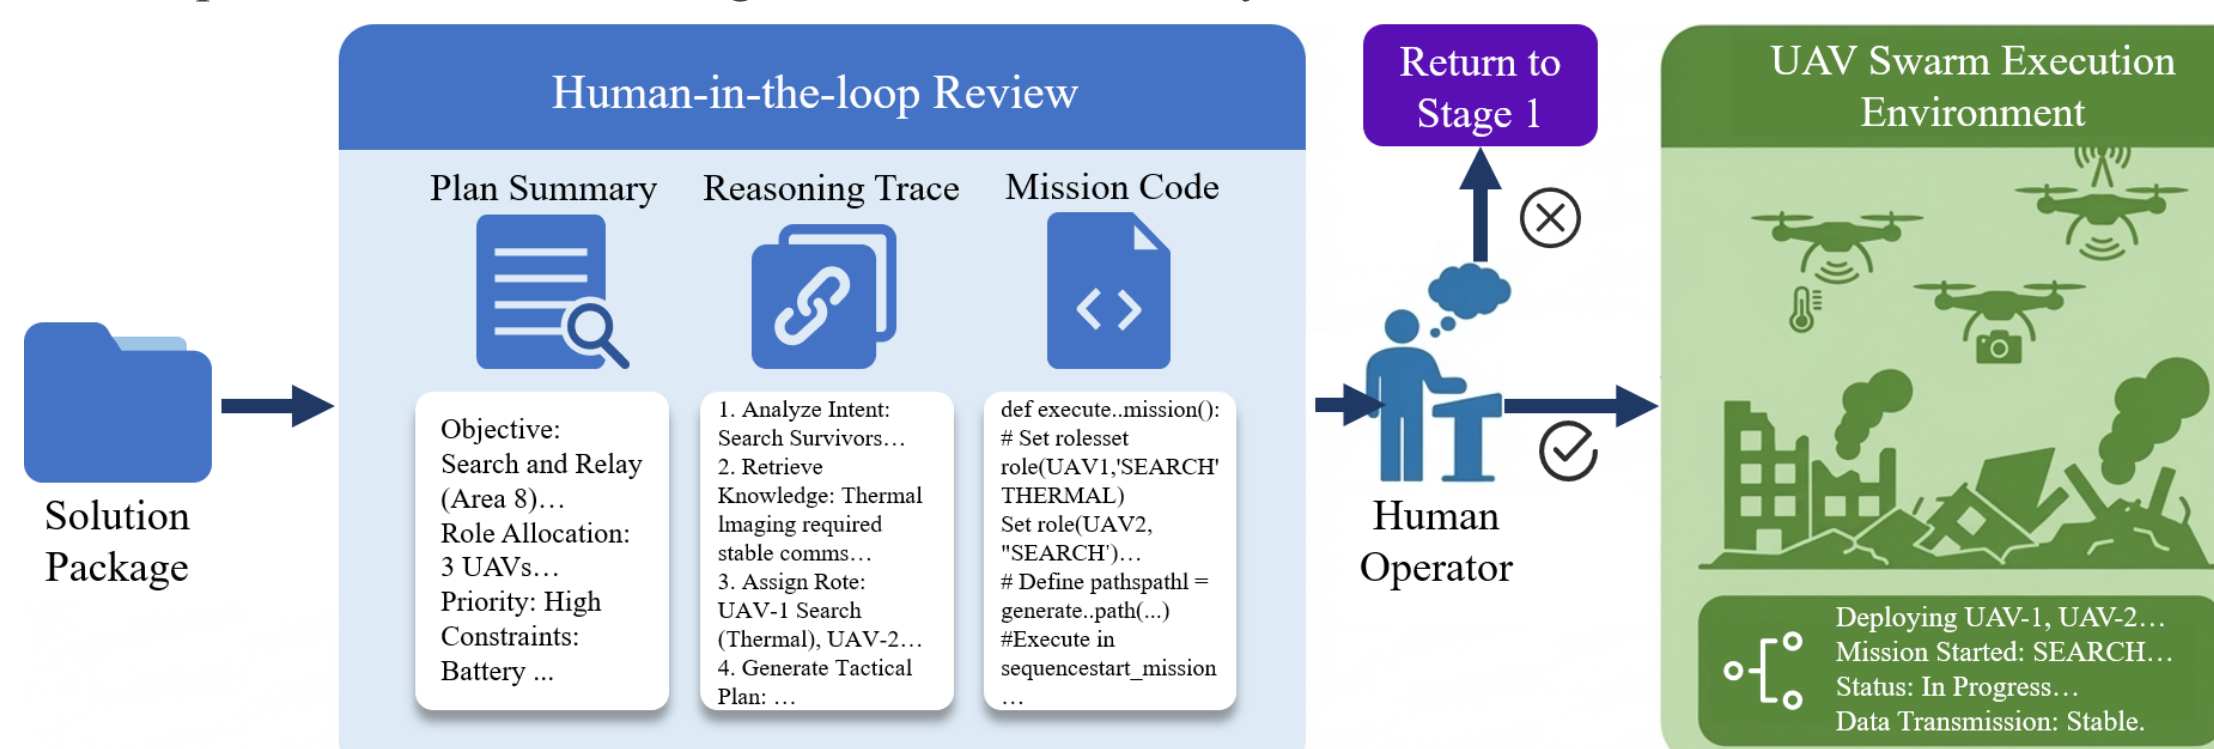 Human-in-the-loop Review
Return to
Stage 1
UAV Swarm Execution
Environment
Plan Summary
Reasoning Trace
Mission Code
Solution
Package
Objective:
Search and Relay
(Area 8)…
Role Allocation:
3 UAVs…
Priority: High
Constraints:
Battery ...
1. Analyze Intent:
Search Survivors…
2. Retrieve
Knowledge: Thermal
lmaging required
stable comms…
3. Assign Rote:
UAV-1 Search
(Thermal), UAV-2…
4. Generate Tactical
Plan: …
def execute..mission():
# Set rolesset
role(UAV1,'SEARCH'
THERMAL)
Set role(UAV2,
"SEARCH')…
# Define pathspathl =
generate..path(...)
#Execute in
sequencestart_mission
…
Human
Operator
Deploying UAV-1, UAV-2…
Mission Started: SEARCH…
Status: In Progress…
Data Transmission: Stable.